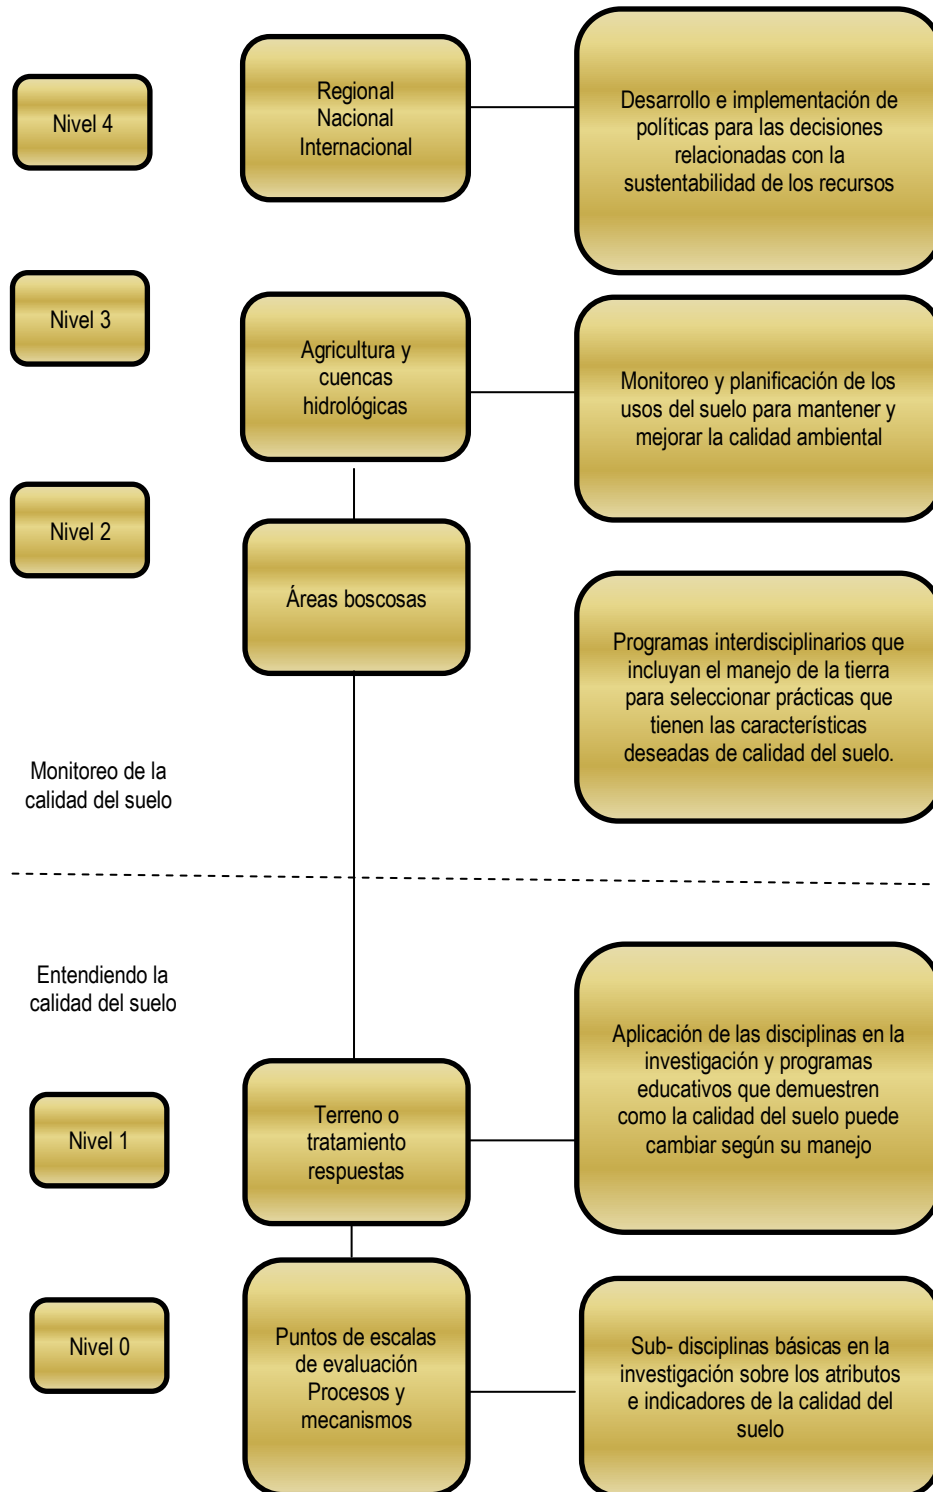 Nivel 4
Regional
Nacional
Internacional
Desarrollo e implementación de
políticas para las decisiones
relacionadas con la
sustentabilidad de los recursos
Nivel 3
Agricultura y
cuencas
hidrológicas
Monitoreo y planificación de los
usos del suelo para mantener y
mejorar la calidad ambiental
Nivel 2
Áreas boscosas
Programas interdisciplinarios que
incluyan el manejo de la tierra
para seleccionar prácticas que
tienen las características
deseadas de calidad del suelo.
Monitoreo de la
calidad del suelo
Entendiendo la
calidad del suelo
Nivel 1
Terreno o
tratamiento
respuestas
Aplicación de las disciplinas en la
investigación y programas
educativos que demuestren
como la calidad del suelo puede
cambiar según su manejo
Nivel 0
Puntos de escalas
de evaluación
Procesos y
mecanismos
Sub- disciplinas básicas en la
investigación sobre los atributos
e indicadores de la calidad del
suelo